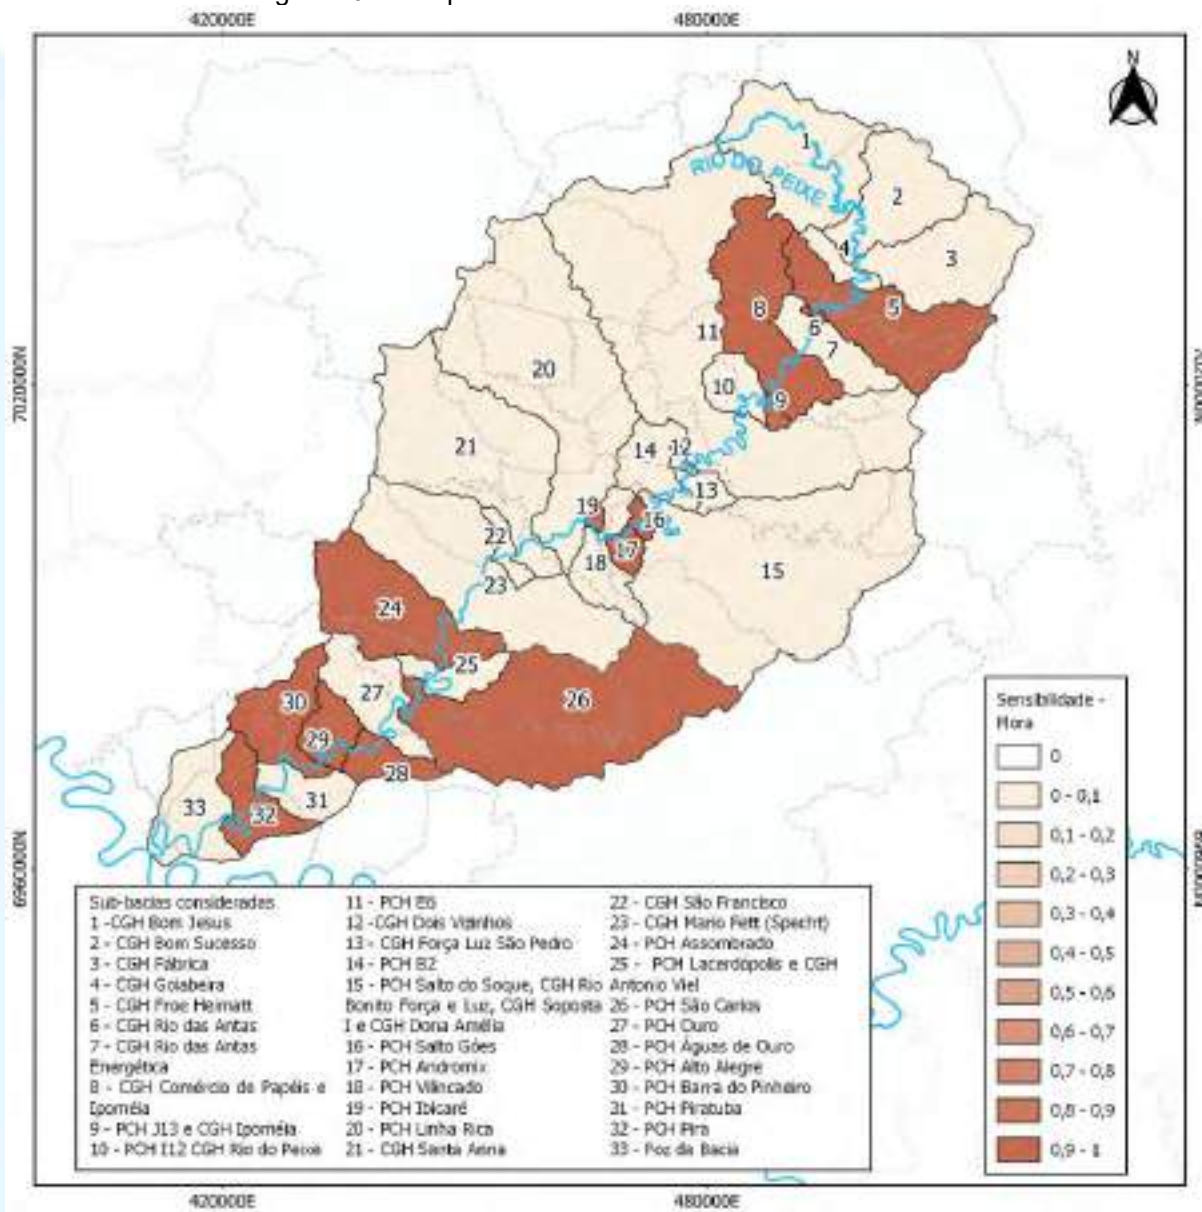 420000E 480000E
N
RIO DO PEIXE
1
2
3
4
5
6
7
8
9
10
11
12
13
14
15
16
17
18
19
20
21
22
23
24
25
26
27
28
29
30
31
32
33
7020000N 7020000N
6960000N 6960000N
Sensibilidade -
Flora
0
0 - 0,1
0,1 - 0,2
0,2 - 0,3
0,3 - 0,4
0,4 - 0,5
0,5 - 0,6
0,6 - 0,7
0,7 - 0,8
0,8 - 0,9
0,9 - 1
Sub-bacias consideradas
1 -CGH Bom Jesus
2 - CGH Bom Sucesso
3 - CGH Fábrica
4 - CGH Goiabeira
5 - CGH Froe Heimatt
6 - CGH Rio das Antas
7 - CGH Rio das Antas
Energética
8 - CGH Comércio de Papéis e
Ipoméia
9 - PCH J13 e CGH Ipoméia
10 - PCH I12 CGH Rio do Peixe
11 - PCH E6
12 -CGH Dois Vizinhos
13 - CGH Força Luz São Pedro
14 - PCH B2
15 - PCH Salto do Soque, CGH Rio
Bonito Força e Luz, CGH Soposta
I e CGH Dona Amélia
16 - PCH Salto Góes
17 - PCH Andromix
18 - PCH Vilincado
19 - PCH Ibicaré
20 - PCH Linha Rica
21 - CGH Santa Anna
22 - CGH São Francisco
23 - CGH Mario Fett (Specht)
24 - PCH Assombrado
25 - PCH Lacerdópolis e CGH
Antonio Viel
26 - PCH São Carlos
27 - PCH Ouro
28 - PCH Águas de Ouro
29 - PCH Alto Alegre
30 - PCH Barra do Pinheiro
31 - PCH Piratuba
32 - PCH Pira
33 - Foz da Bacia
420000E 480000E